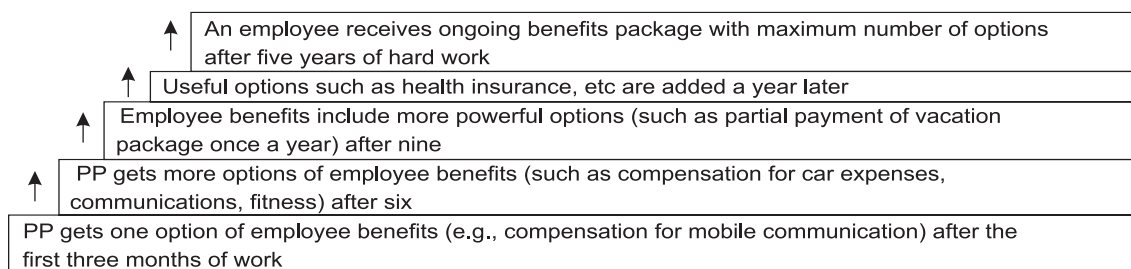 An employee receives ongoing benefits package with maximum number of options
after five years of hard work
Useful options such as health insurance, etc are added a year later
Employee benefits include more powerful options (such as partial payment of vacation
package once a year) after nine
PP gets more options of employee benefits (such as compensation for car expenses,
communications, fitness) after six
PP gets one option of employee benefits (e.g., compensation for mobile communication) after the
first three months of work